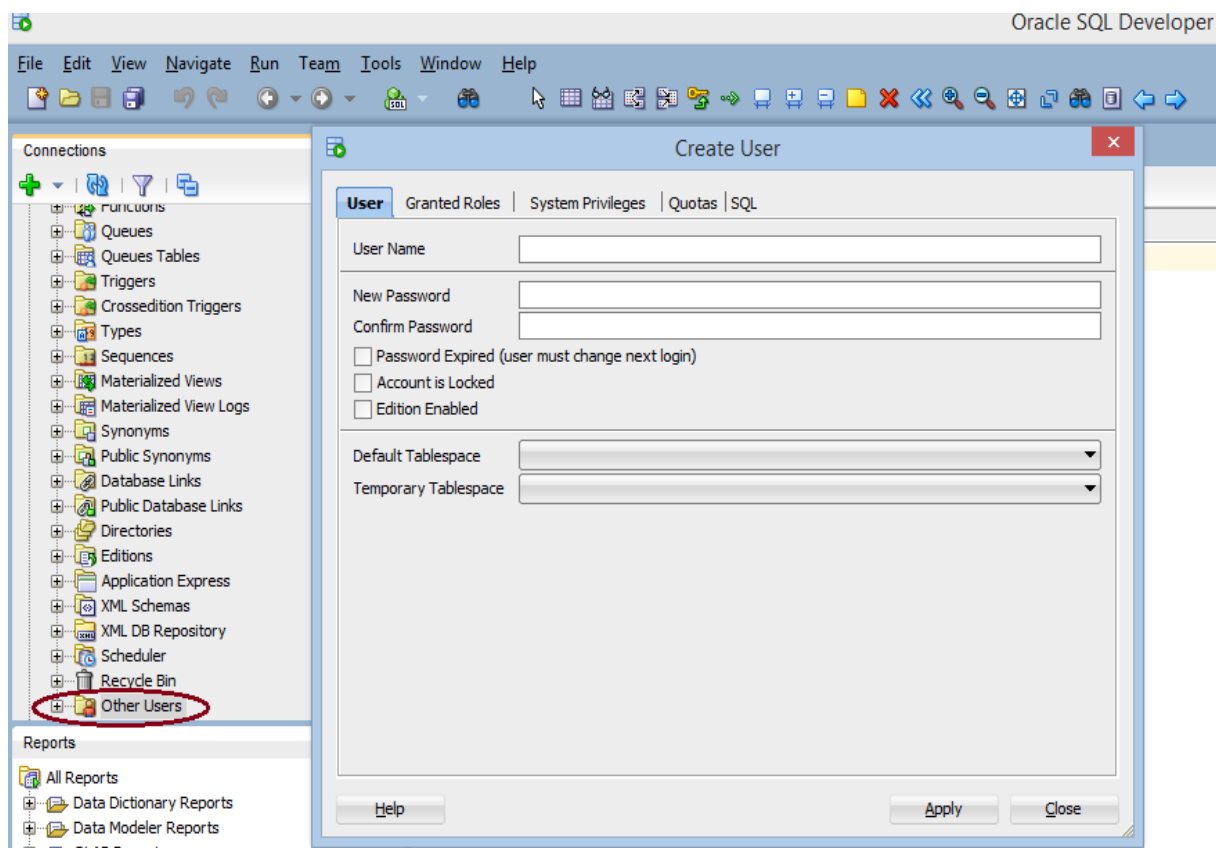 Oracle SQL Developer
File Edit View Navigate Run Team Tools Window Help
Connections
Functions
Queues
Queues Tables
Triggers
Crossedition Triggers
Types
Sequences
Materialized Views
Materialized View Logs
Synonyms
Public Synonyms
Database Links
Public Database Links
Directories
Editions
Application Express
XML Schemas
XML DB Repository
Scheduler
Recycle Bin
Other Users
Reports
All Reports
Data Dictionary Reports
Data Modeler Reports
Create User
User Granted Roles System Privileges Quotas SQL
User Name
New Password
Confirm Password
Password Expired (user must change next login)
Account is Locked
Edition Enabled
Default Tablespace
Temporary Tablespace
Help Apply Close